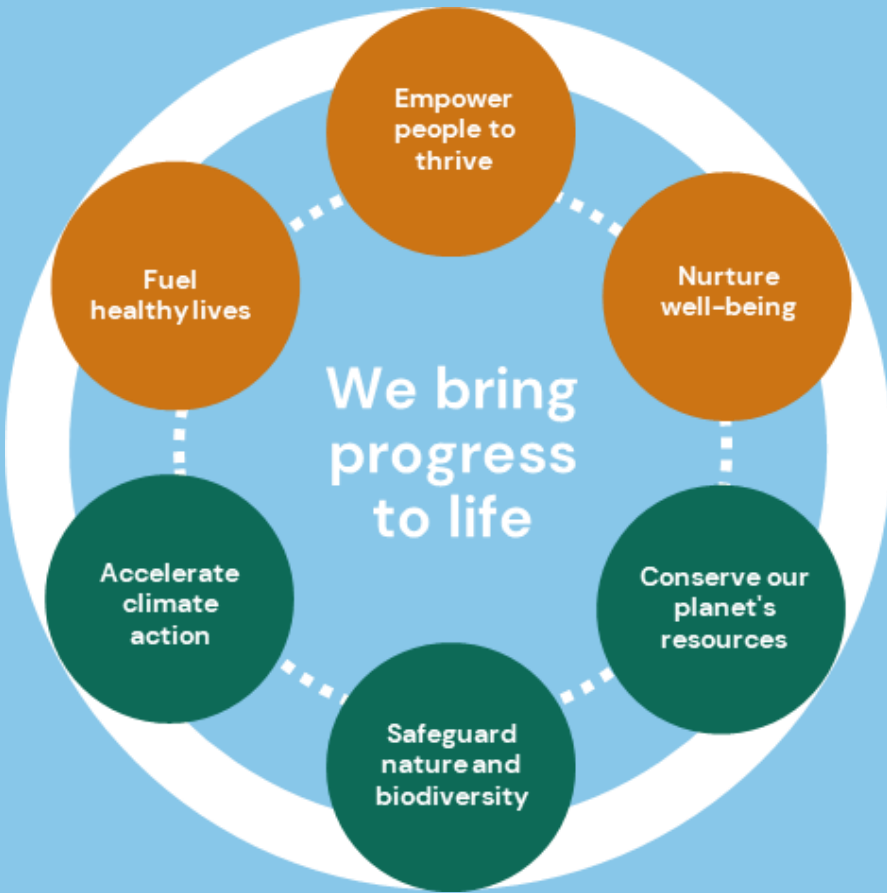 Empower
people to
thrive
Fuel
healthy lives
Nurture
well-being
We bring
progress
to life
Accelerate
climate
action
Conserve our
planet's
resources
Safeguard
nature and
biodiversity